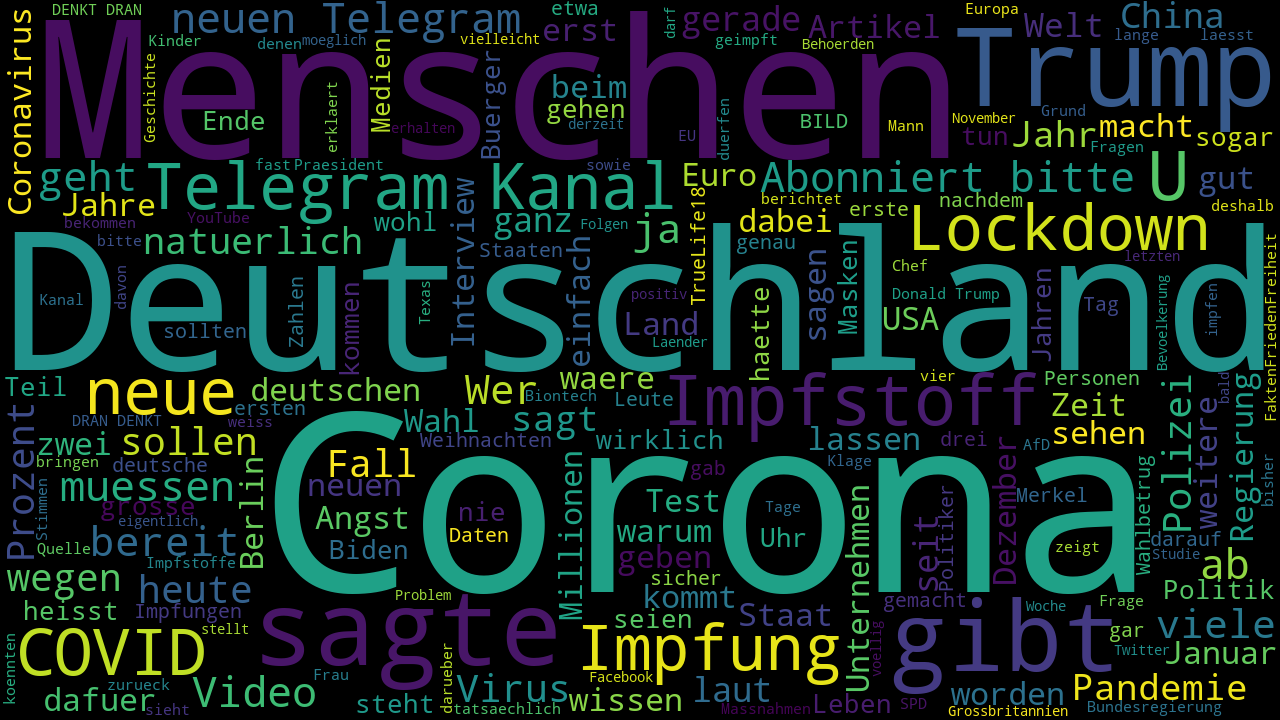 DENKT DRAN
neuen Telegram
etwa
erst
darf
gerade
Artikel
Europa
Welt
China
lange
laesst
Coronavirus
Menschen
Trump
Kinder
denen
moeglich
vielleicht
geimpft
Behoerden
Geschichte
Medien
Buerger
beim
gehen
derzeit
Ende
erklaert
erhalten
EU
duerfen
BILD
Mann
November
Grund
tun
Jahr
macht
Fragen
sogar
geht
Telegram
fast
Praesident
Kanal
sowie
Euro
Abonniert bitte
U
gut
Jahre
YouTube
bekommen
bitte
natuerlich
wohl
ganz
Folgen
ja
TrueLife18
berichtet
dabei
erste
nachdem
Lockdown
deshalb
genau
letzten
Interview
Staaten
einfach
Deutschland
Kanal
davon
sollten
Zahlen
kommen
Texas
positiv
Land
Laender
haette
sagen
Masken
Chef
Donald Trump
USA
Jahren
Tag
Bevoelkerung
impfen
FaktenFriedenFreiheit
Teil
neue
deutschen
Wer
waere
Biontech
Leute
Impfstoff
vier
Personen
Zeit
bald
DRAN DENKT
ersten
weiss
Wahl
sagt
Weihnachten
wirklich
lassen
drei
AfD
sehen
Polizei
weitere
Regierung
bisher
Prozent
zwei
sollen
bringen
deutsche
Berlin
Fall
neuen
Corona
gab
Klage
Merkel
Dezember
Wahlbetrug
muessen
grosse
Stimmen
eigentlich
Angst
nie
Daten
Millionen
Test
Tage
warum
Uhr
Unternehmen
seit
Politiker
zeigt
darauf
Studie
ab
bereit
Quelle
Impfstoffe
Biden
geben
wegen
heute
sicher
kommt
gemacht
Woche
Frage
Politik
heisst
Impfungen
Problem
seien
Staat
voellig
gar
viele
koennten
COVID
stellt
sagte
Impfung
gibt
Twitter
Januar
zurueck
Frau
Facebook
dafuer
sieht
Video
steht
darueber
Virus
tatsaechlich
wissen
laut
Massnahmen
Leben
SPD
worden
Grossbritannien
Pandemie
Bundesregierung